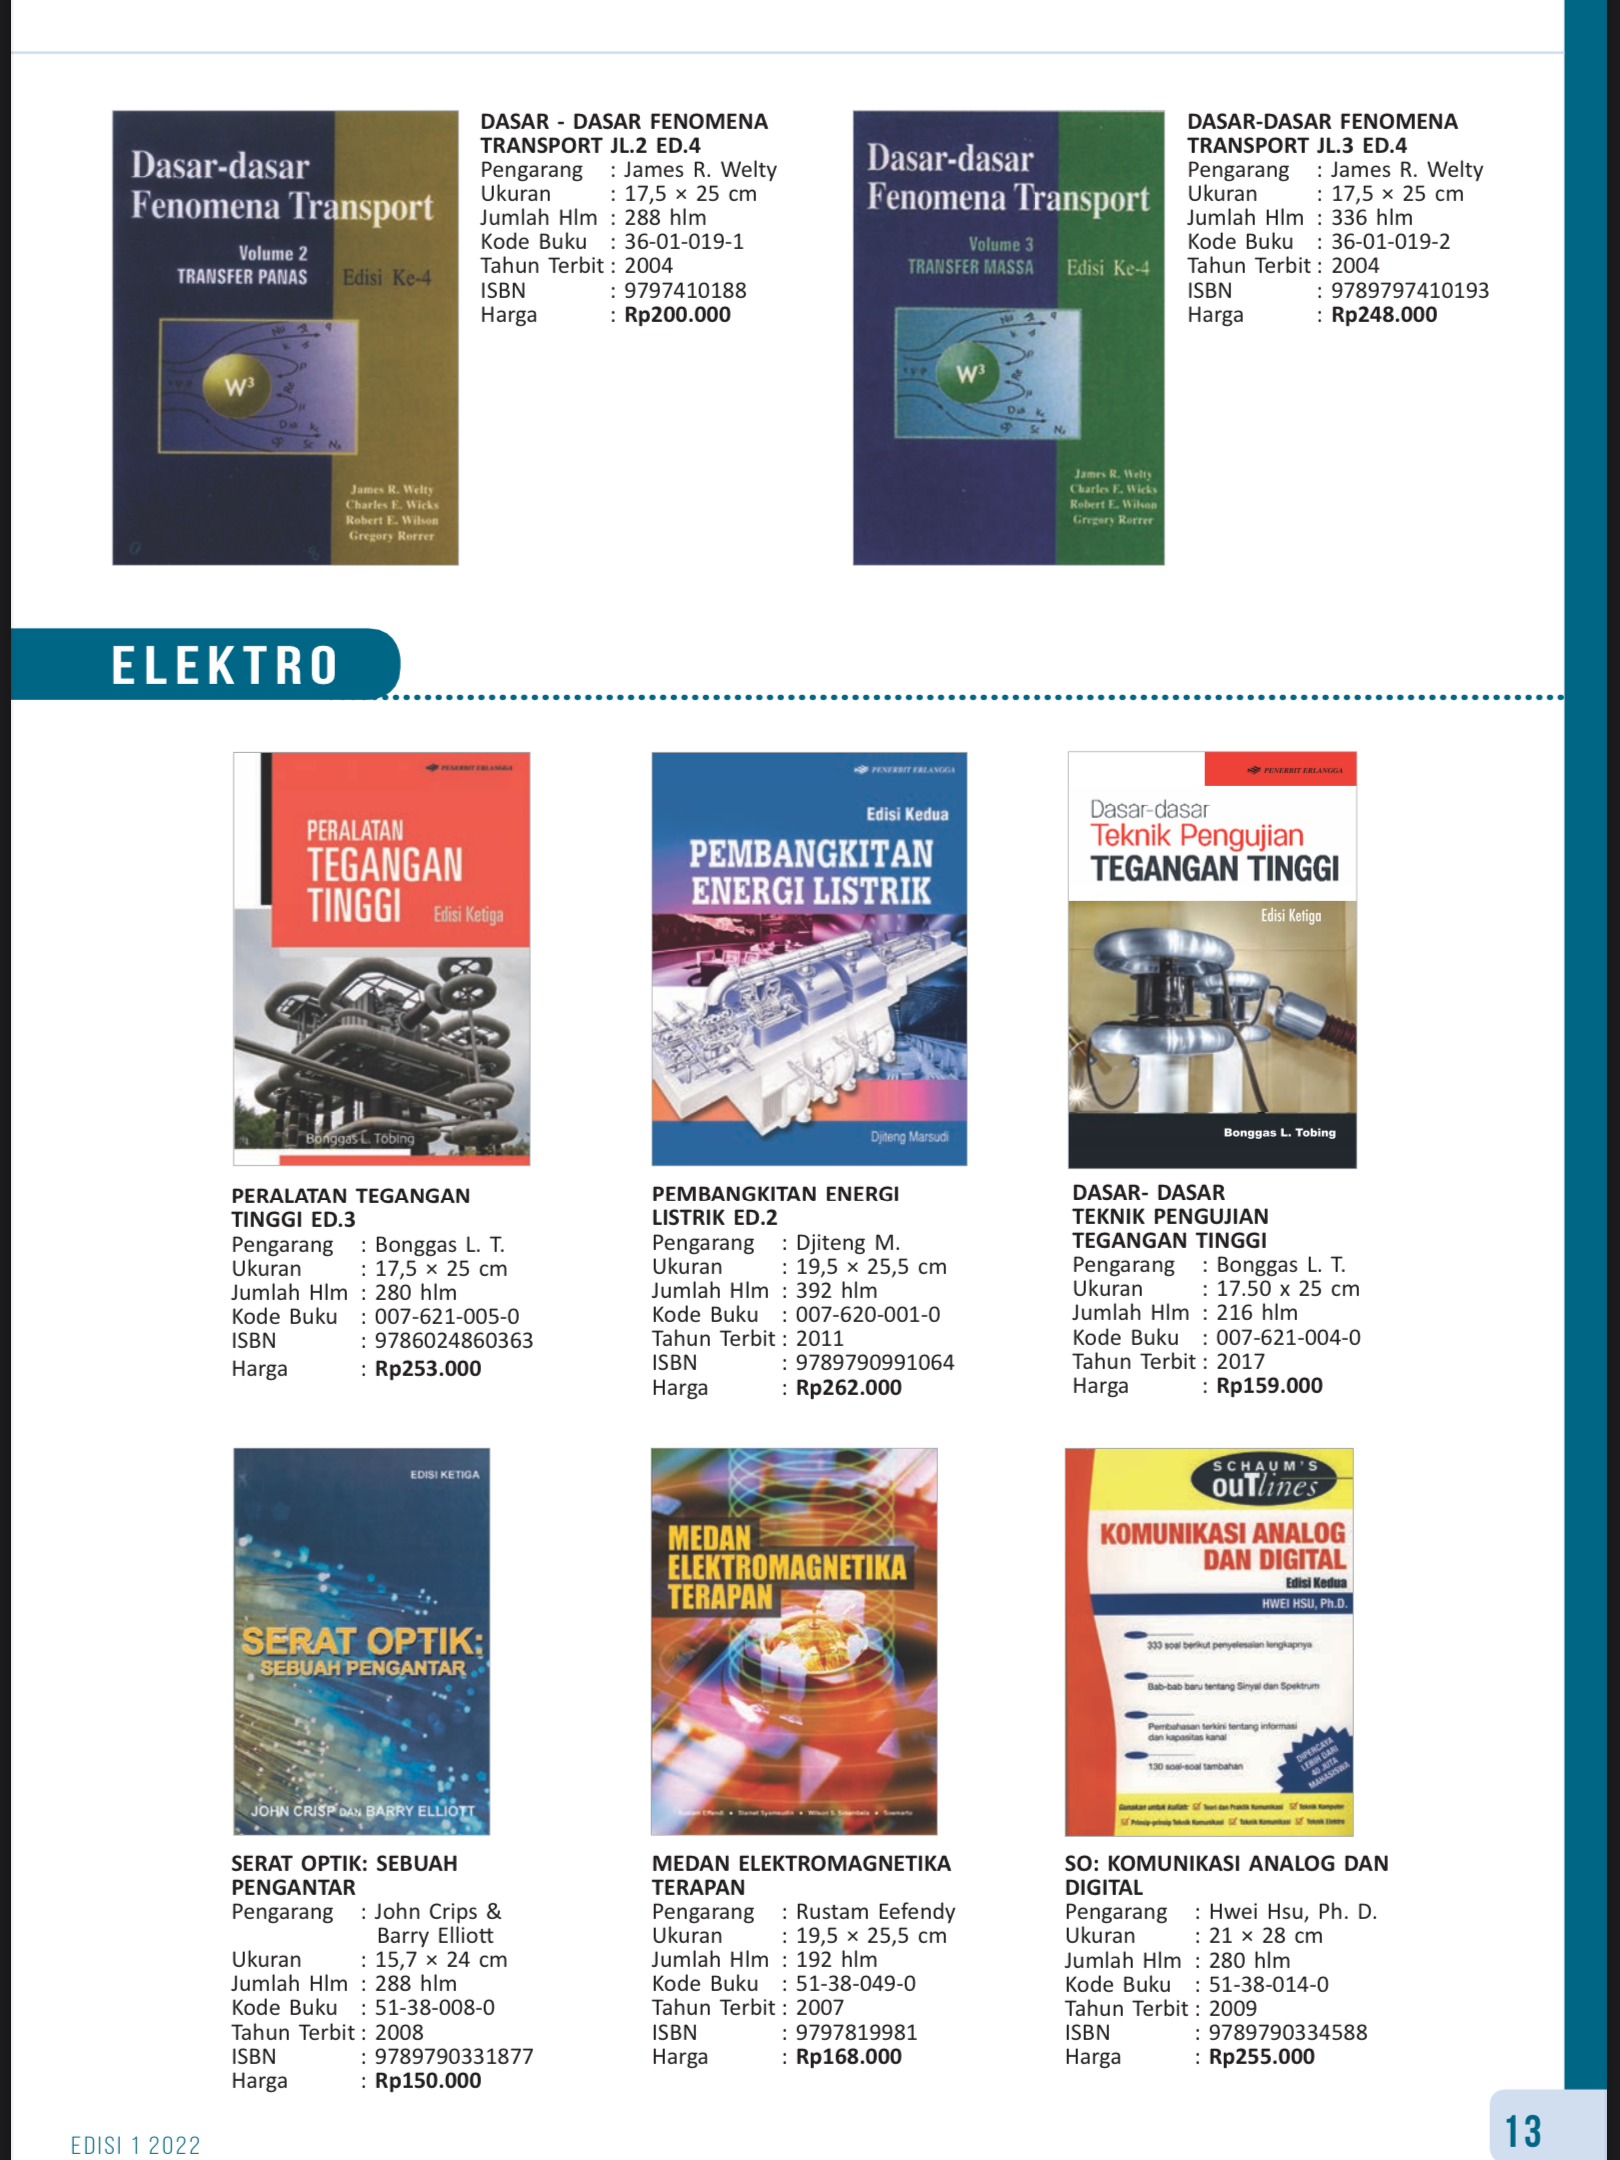 Dasar-dasar
Fenomena Transport
Volume 2
TRANSFER PANAS
Edisi Ke-4
W³
James R. Welty
Charles E. Wicks
Robert E. Wilson
Gregory Rorrer
DASAR - DASAR FENOMENA
TRANSPORT JL.2 ED.4
Pengarang : James R. Welty
Ukuran : 17,5 × 25 cm
Jumlah Hlm : 288 hlm
Kode Buku : 36-01-019-1
Tahun Terbit : 2004
ISBN : 9797410188
Harga : Rp200.000
Dasar-dasar
Fenomena Transport
Volume 3
TRANSFER MASSA
Edisi Ke-4
W³
James R. Welty
Charles E. Wicks
Robert E. Wilson
Gregory Rorrer
DASAR-DASAR FENOMENA
TRANSPORT JL.3 ED.4
Pengarang : James R. Welty
Ukuran : 17,5 × 25 cm
Jumlah Hlm : 336 hlm
Kode Buku : 36-01-019-2
Tahun Terbit : 2004
ISBN : 9789797410193
Harga : Rp248.000
ELEKTRO
PENERBIT ERLANGGA
PERALATAN
TEGANGAN
TINGGI
Edisi Ketiga
Bonggas L. Tobing
PERALATAN TEGANGAN
TINGGI ED.3
Pengarang : Bonggas L. T.
Ukuran : 17,5 × 25 cm
Jumlah Hlm : 280 hlm
Kode Buku : 007-621-005-0
ISBN : 9786024860363
Harga : Rp253.000
PENERBIT ERLANGGA
Edisi Kedua
PEMBANGKITAN
ENERGI LISTRIK
Djiteng Marsudi
PEMBANGKITAN ENERGI
LISTRIK ED.2
Pengarang : Djiteng M.
Ukuran : 19,5 × 25,5 cm
Jumlah Hlm : 392 hlm
Kode Buku : 007-620-001-0
Tahun Terbit : 2011
ISBN : 9789790991064
Harga : Rp262.000
PENERBIT ERLANGGA
Dasar-dasar
Teknik Pengujian
TEGANGAN TINGGI
Edisi Ketiga
Bonggas L. Tobing
DASAR- DASAR
TEKNIK PENGUJIAN
TEGANGAN TINGGI
Pengarang : Bonggas L. T.
Ukuran : 17.50 x 25 cm
Jumlah Hlm : 216 hlm
Kode Buku : 007-621-004-0
Tahun Terbit : 2017
Harga : Rp159.000
EDISI KETIGA
SERAT OPTIK:
SEBUAH PENGANTAR
JOHN CRISP DAN BARRY ELLIOTT
SERAT OPTIK: SEBUAH
PENGANTAR
Pengarang : John Crips &
Barry Elliott
Ukuran : 15,7 × 24 cm
Jumlah Hlm : 288 hlm
Kode Buku : 51-38-008-0
Tahun Terbit : 2008
ISBN : 9789790331877
Harga : Rp150.000
MEDAN
ELEKTROMAGNETIKA
TERAPAN
MEDAN ELEKTROMAGNETIKA
TERAPAN
Pengarang : Rustam Eefendy
Ukuran : 19,5 × 25,5 cm
Jumlah Hlm : 192 hlm
Kode Buku : 51-38-049-0
Tahun Terbit : 2007
ISBN : 9797819981
Harga : Rp168.000
SCHAUM'S
ouTlines
KOMUNIKASI ANALOG
DAN DIGITAL
Edisi Kedua
HWEI HSU, Ph.D.
333 soal berikut penyelesaian lengkapnya
Bab-bab baru tentang Sinyal dan Spektrum
Pembahasan terkini tentang informasi
dan kapasitas kanal
130 soal-soal tambahan
DIPERCAYA
LEBIH DARI
40 JUTA
MAHASISWA
Gunakan untuk kuliah: Teori dan Praktik Komunikasi Teknik Komputer
Prinsip-prinsip Teknik Komunikasi Teknik Komunikasi Teknik Elektro
SO: KOMUNIKASI ANALOG DAN
DIGITAL
Pengarang : Hwei Hsu, Ph. D.
Ukuran : 21 × 28 cm
Jumlah Hlm : 280 hlm
Kode Buku : 51-38-014-0
Tahun Terbit : 2009
ISBN : 9789790334588
Harga : Rp255.000
EDISI 1 2022
13